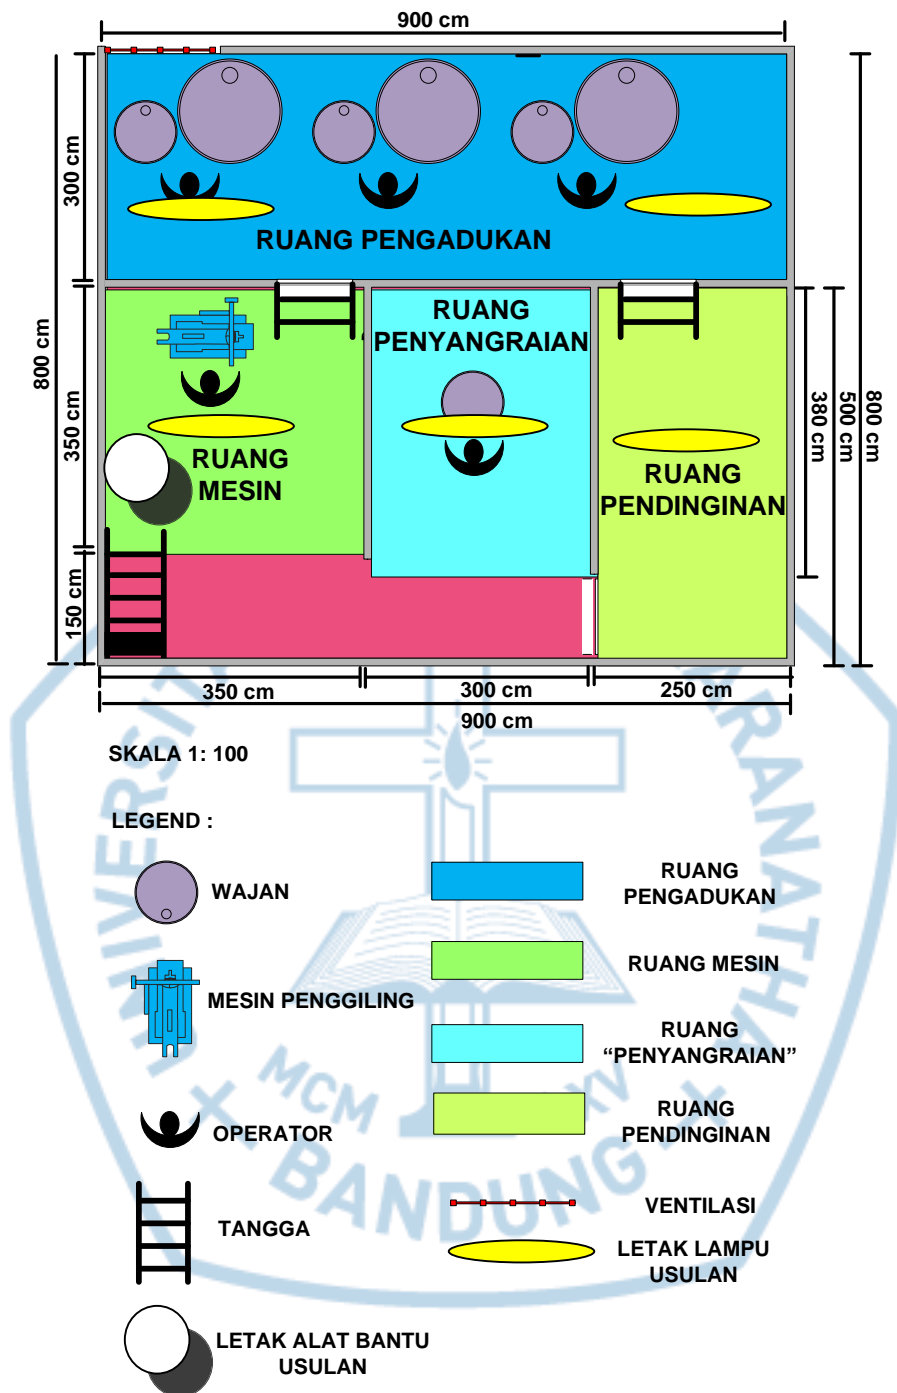 900 cm
300 cm
800 cm
RUANG PENGADUKAN
RUANG
PENYANGRAIAN
350 cm
RUANG
MESIN
RUANG
PENDINGINAN
380 cm
500 cm
800 cm
150 cm
350 cm
300 cm
250 cm
900 cm
SKALA 1: 100
LEGEND :
WAJAN
RUANG
PENGADUKAN
MESIN PENGGILING
RUANG MESIN
RUANG
“PENYANGRAIAN”
OPERATOR
RUANG
PENDINGINAN
TANGGA
VENTILASI
LETAK LAMPU
USULAN
LETAK ALAT BANTU
USULAN
MCM
XV
BANDUNG